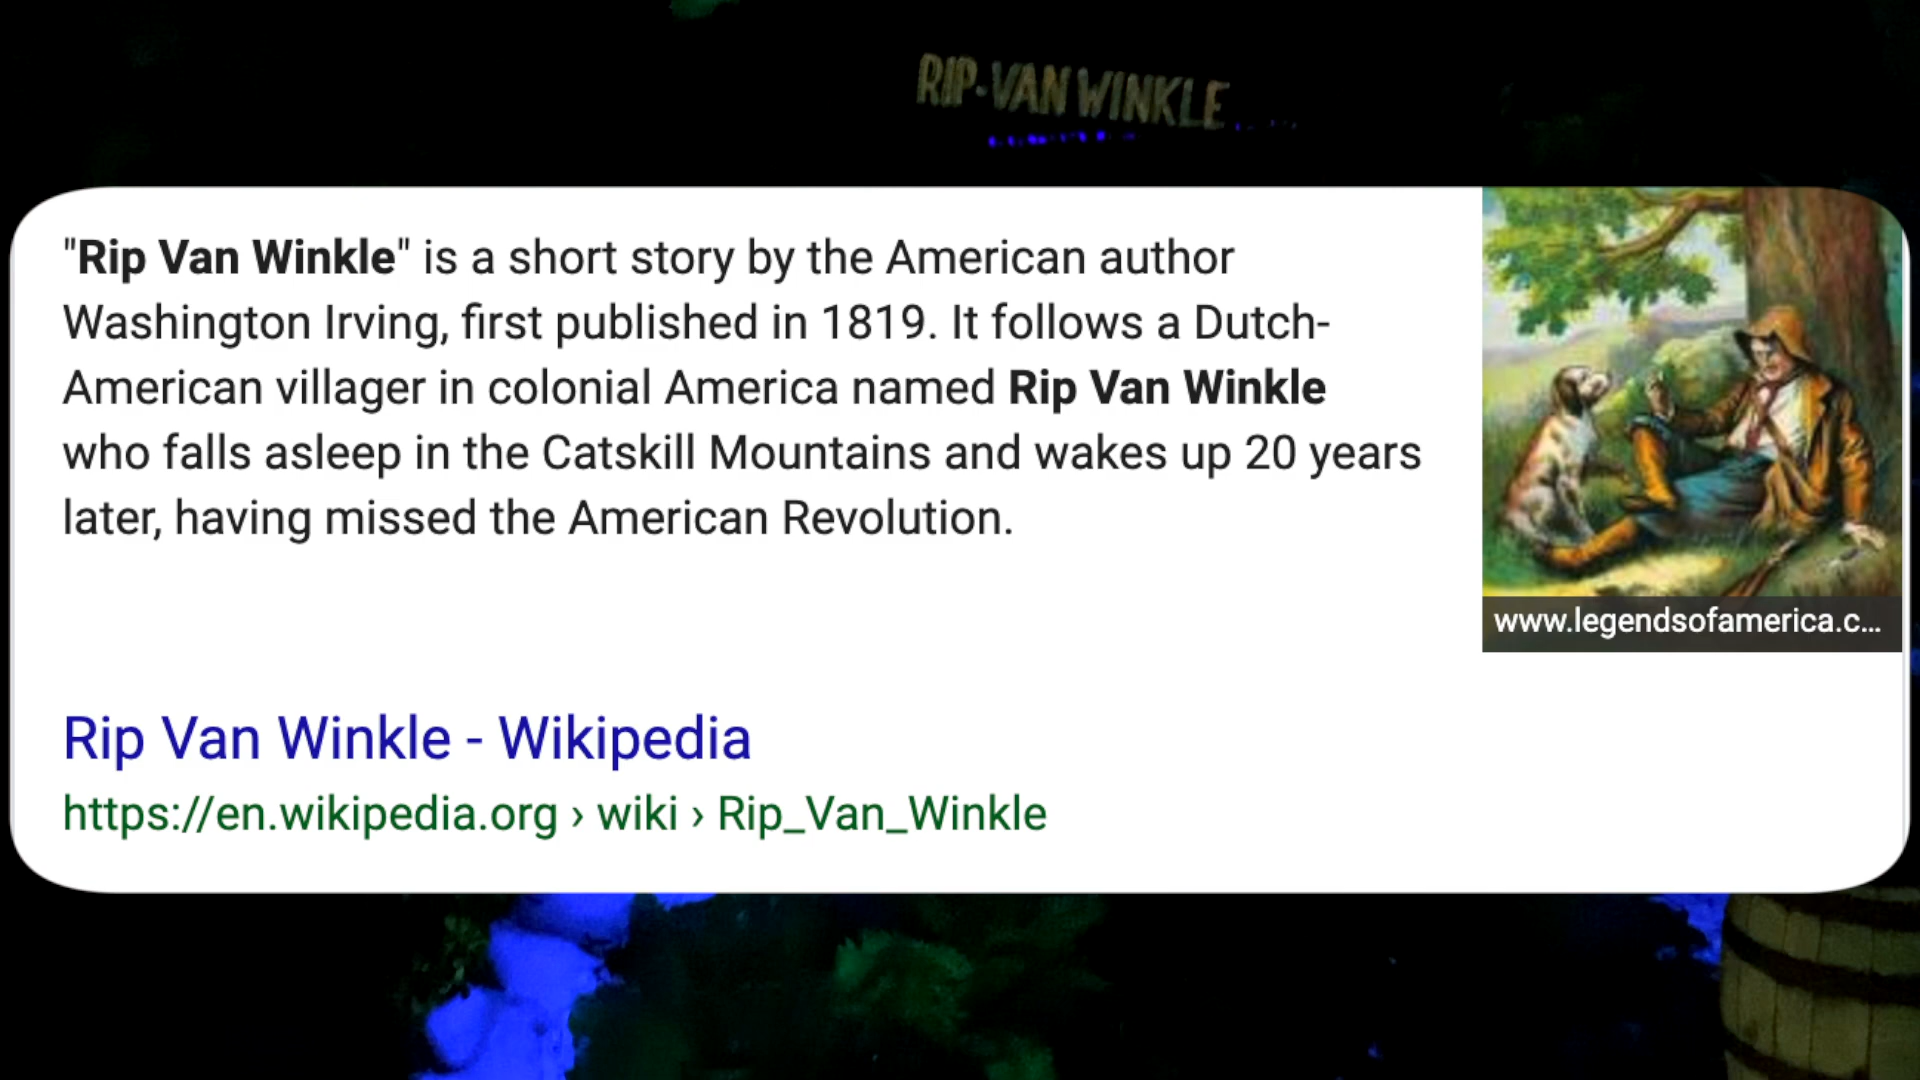 RIP-VAN WINKLE
"Rip Van Winkle" is a short story by the American author
Washington Irving, first published in 1819. It follows a Dutch-
American villager in colonial America named Rip Van Winkle
who falls asleep in the Catskill Mountains and wakes up 20 years
later, having missed the American Revolution.
www.legendsofamerica.c...
Rip Van Winkle - Wikipedia
https://en.wikipedia.org › wiki › Rip_Van_Winkle